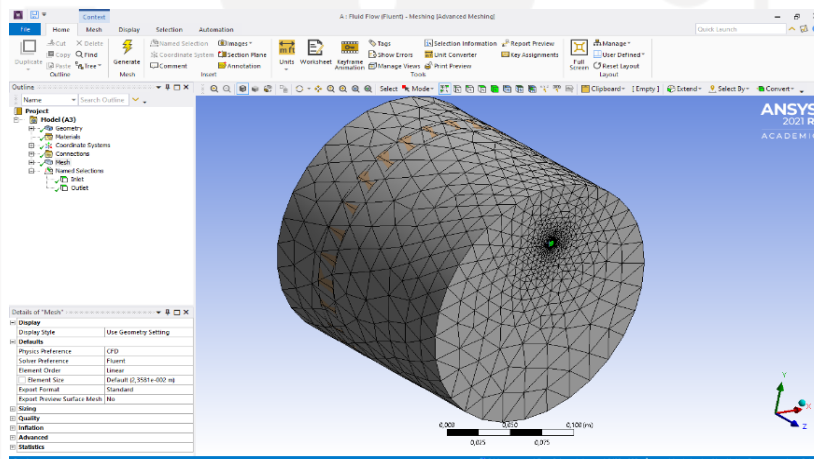 Context
A : Fluid Flow (Fluent) - Meshing [Advanced Meshing]
File Home Mesh Display Selection Automation Quick Launch
Duplicate Cut Copy Paste Delete Find Tree Outline
Generate Mesh
Named Selection Coordinate System Comment Images Section Plane Annotation Insert
Units Worksheet Keyframe Animation Tags Show Errors Manage Views Selection Information Unit Converter Print Preview Report Preview Key Assignments Tools
Full Screen Manage User Defined Reset Layout Layout
Outline
Name Search Outline
Select Mode Clipboard [ Empty ] Extend Select By Convert
Project
Model (A3)
Geometry
Materials
Coordinate Systems
Connections
Mesh
Named Selections
Inlet
Outlet
ANSYS
2021 R
ACADEMIC
Details of "Mesh"
Display
Display Style Use Geometry Setting
Defaults
Physics Preference CFD
Solver Preference Fluent
Element Order Linear
Element Size Default (2,3581e-002 m)
Export Format Standard
Export Preview Surface Mesh No
Sizing
Quality
Inflation
Advanced
Statistics
0,000 0,050 0,100 (m)
0,025 0,075
Y
X
Z